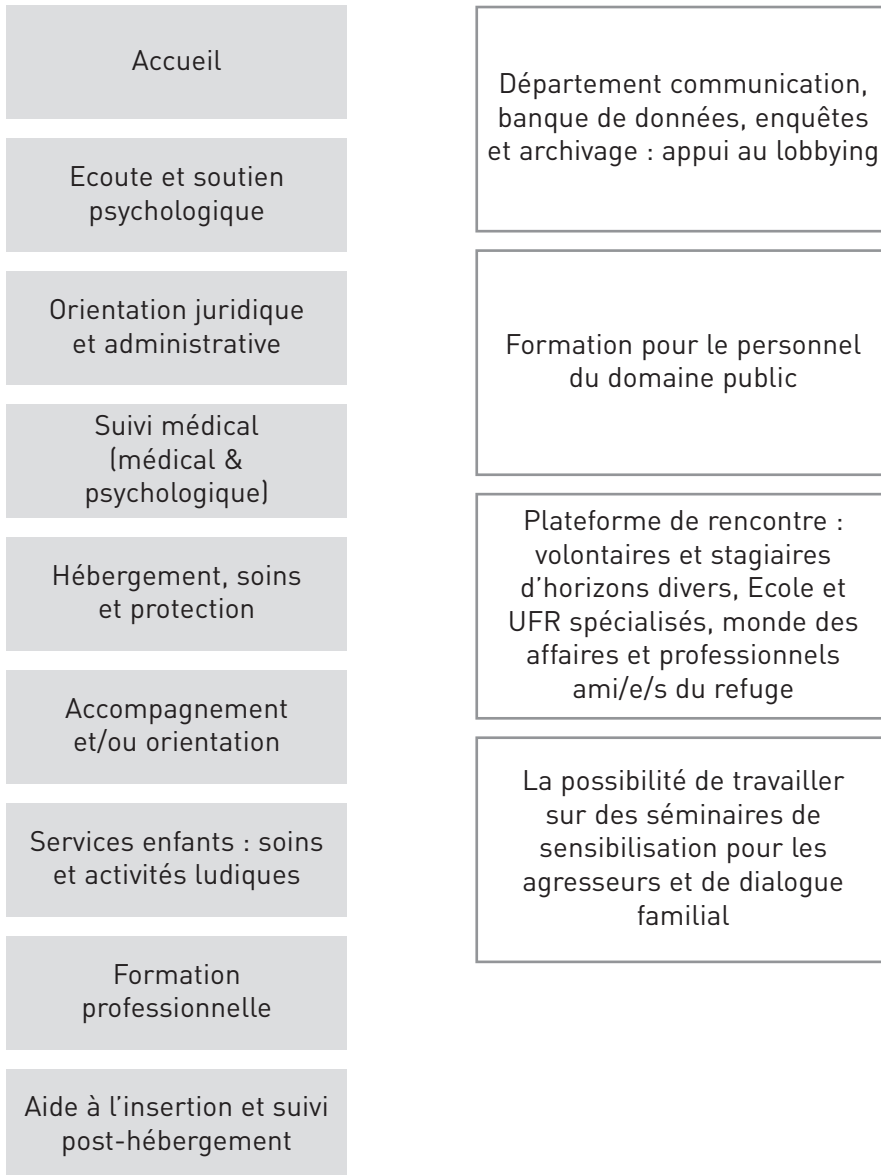 Accueil
Ecoute et soutien
psychologique
Orientation juridique
et administrative
Suivi médical
(médical &
psychologique)
Hébergement, soins
et protection
Accompagnement
et/ou orientation
Services enfants : soins
et activités ludiques
Formation
professionnelle
Aide à l'insertion et suivi
post-hébergement
Département communication,
banque de données, enquêtes
et archivage : appui au lobbying
Formation pour le personnel
du domaine public
Plateforme de rencontre :
volontaires et stagiaires
d'horizons divers, Ecole et
UFR spécialisés, monde des
affaires et professionnels
ami/e/s du refuge
La possibilité de travailler
sur des séminaires de
sensibilisation pour les
agresseurs et de dialogue
familial